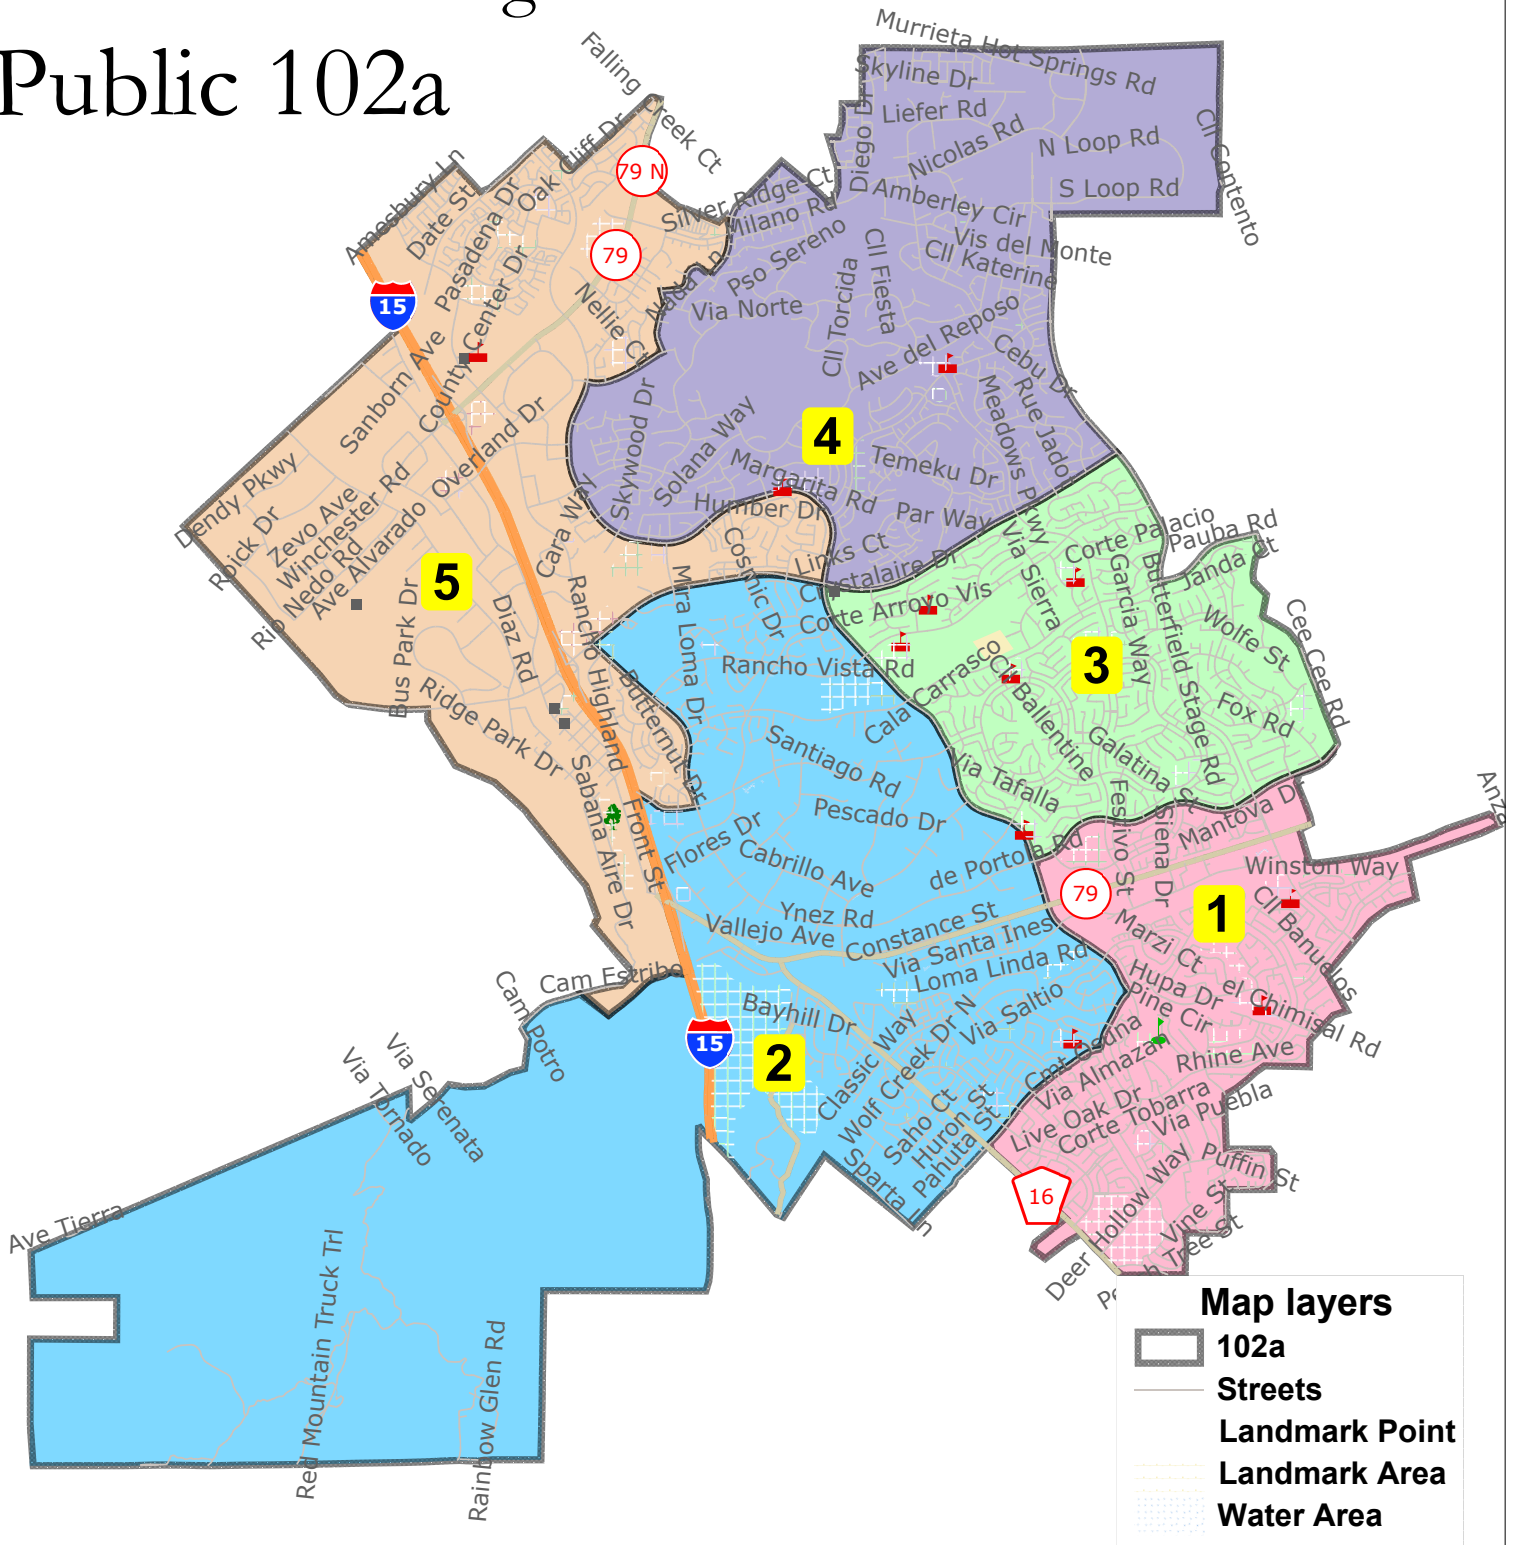 Public 102a
Murrieta Hot Springs Rd
Falling Creek Ct
Skyline Dr
Liefer Rd
Diego Dr
Nicolas Rd
N Loop Rd
S Loop Rd
Cll Contento
Cliff Dr
Oak
Amesbury Ln
Date St
Pasadena Dr
79 N
Silver Ridge Ct
Milano Rd
Amberley Cir
Vis del Monte
Cll Katerine
Pso Sereno
79
Cll Fiesta
Cll Torcida
Via Norte
Nellie Ct
15
County Center Dr
Sanborn Ave
Ave del Reposo
Cebu Dr
Rue Jado
Meadows Pkwy
Overland Dr
Skywood Dr
Solana Way
4
Temeku Dr
Margarita Rd
Humber Dr
Par Way
Dendy Pkwy
Roick Dr
Zevo Ave
Winchester Rd
Nedo Rd
Ave Alvarado
Rio
Cara Way
Cosmic Dr
Links Ct
Crystalaire Dr
Corte Arroyo Vis
Via Sierra
Corte Palacio
Pauba Rd
Janda Ct
Garcia Way
Butterfield Stage Rd
Wolfe St
Cee Cee Rd
5
Bus Park Dr
Diaz Rd
Rancho Highland
Mra Loma Dr
Rancho Vista Rd
Cala Carrasco
Cll Ballentine
3
Fox Rd
Galatina St
Ridge Park Dr
Butternut Dr
Santiago Rd
Via Tafalla
Pescado Dr
Sabana Aire Dr
Front St
Flores Dr
Cabrillo Ave
de Portola Rd
Festivo St
Siena Dr
Mantova Dr
Winston Way
79
1
Cll Banuelos
Ynez Rd
Vallejo Ave
Constance St
Via Santa Ines
Loma Linda Rd
Marzi Ct
Hupa Dr
Pine Cir
el Chimisal Rd
Cam Estribo
Cam Potro
Via Serenata
Via Tornado
15
Bayhill Dr
2
Classic Way
Wolf Creek Dr N
Via Saltio
Cmt Osuna
Via Almazan
Rhine Ave
Live Oak Dr
Corte Tobarra
Via Puebla
Saho Ct
Huron St
Pahuta St
Sparta Ln
16
Puffin St
Deer Hollow Way
Vine St
Tree St
Ave Tierra
Red Mountain Truck Trl
Rainbow Glen Rd
Map layers
102a
Streets
Landmark Point
Landmark Area
Water Area